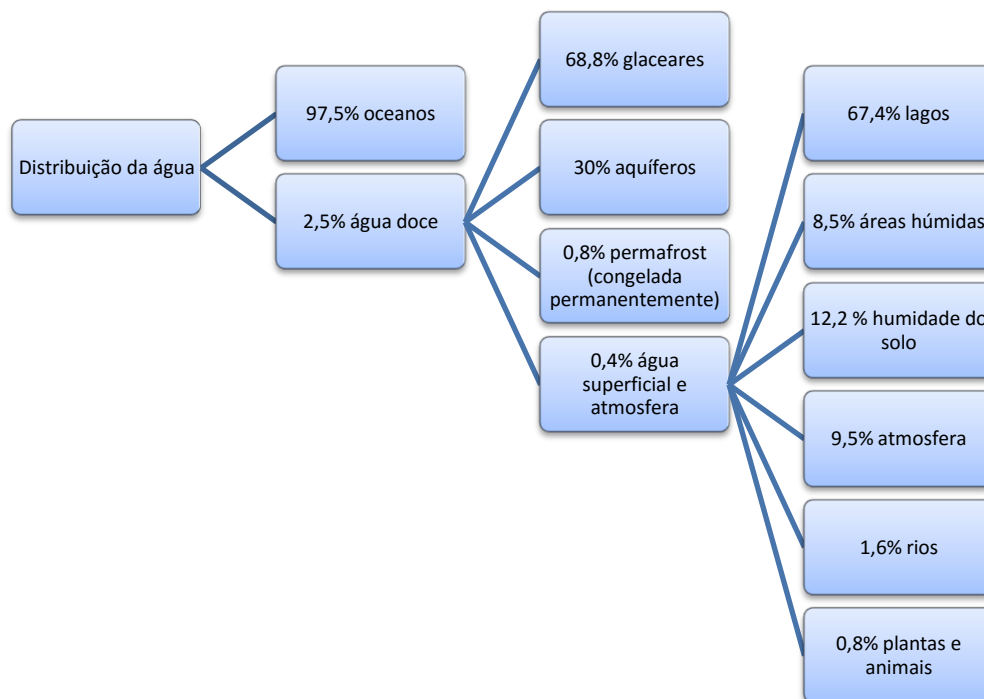 Distribuição da água
97,5% oceanos
2,5% água doce
68,8% glaceares
30% aquíferos
0,8% permafrost
(congelada
permanentemente)
0,4% água
superficial e
atmosfera
67,4% lagos
8,5% áreas húmidas
12,2 % humidade do
solo
9,5% atmosfera
1,6% rios
0,8% plantas e
animais